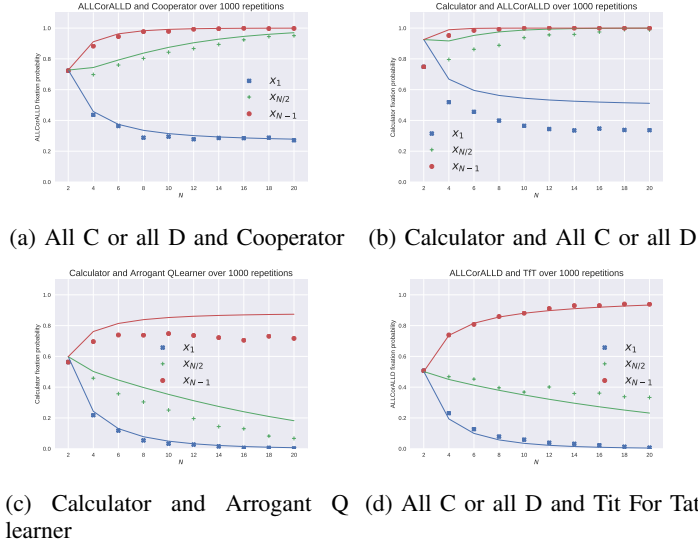 ALLCorALLD and Cooperator over 1000 repetitions
ALLCorALLD fixation probability
1.0
0.8
0.6
0.4
0.2
0.0
2 4 6 8 10 12 14 16 18 20
N
x1
xN/2
xN−1
(a) All C or all D and Cooperator
Calculator and ALLCorALLD over 1000 repetitions
Calculator fixation probability
1.0
0.8
0.6
0.4
0.2
0.0
2 4 6 8 10 12 14 16 18 20
N
x1
xN/2
xN−1
(b) Calculator and All C or all D
Calculator and Arrogant QLearner over 1000 repetitions
Calculator fixation probability
1.0
0.8
0.6
0.4
0.2
0.0
2 4 6 8 10 12 14 16 18 20
N
x1
xN/2
xN−1
(c) Calculator and Arrogant Q
learner
ALLCorALLD and TfT over 1000 repetitions
ALLCorALLD fixation probability
1.0
0.8
0.6
0.4
0.2
0.0
2 4 6 8 10 12 14 16 18 20
N
x1
xN/2
xN−1
(d) All C or all D and Tit For Tat